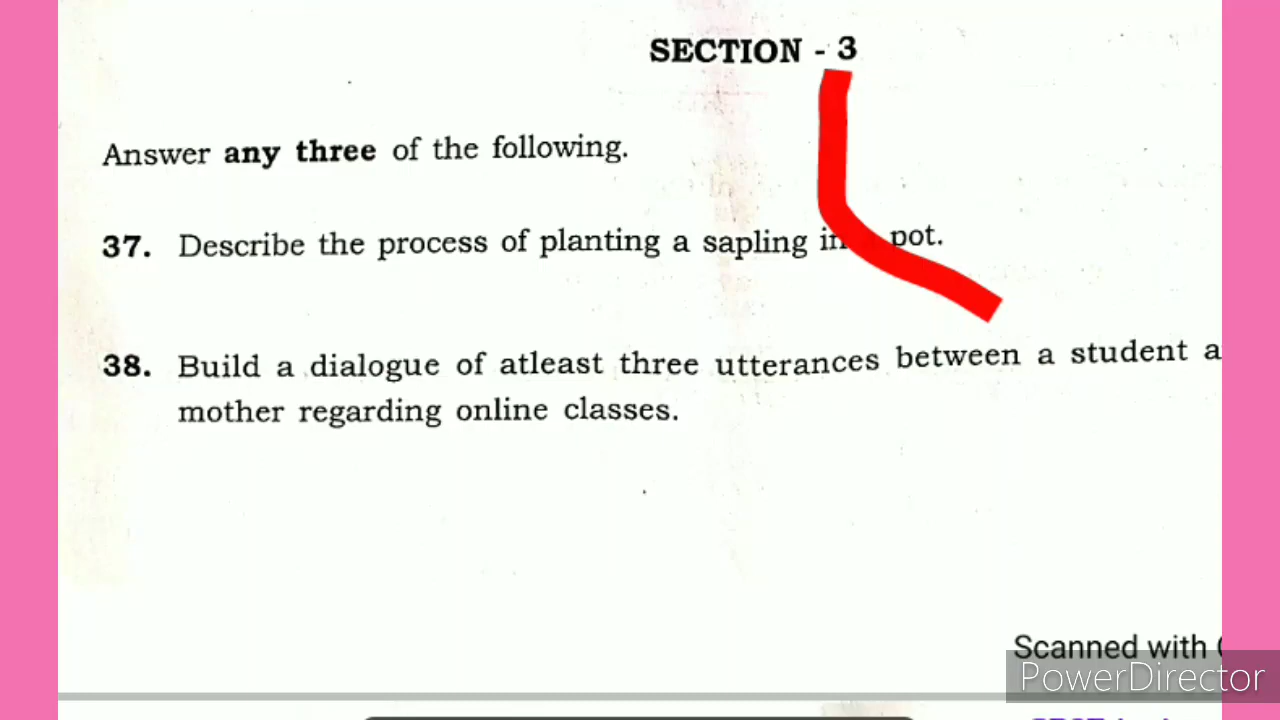 SECTION - 3
Answer any three of the following.
37. Describe the process of planting a sapling in pot.
38. Build a dialogue of atleast three utterances between a student a
mother regarding online classes.
Scanned with
PowerDirector